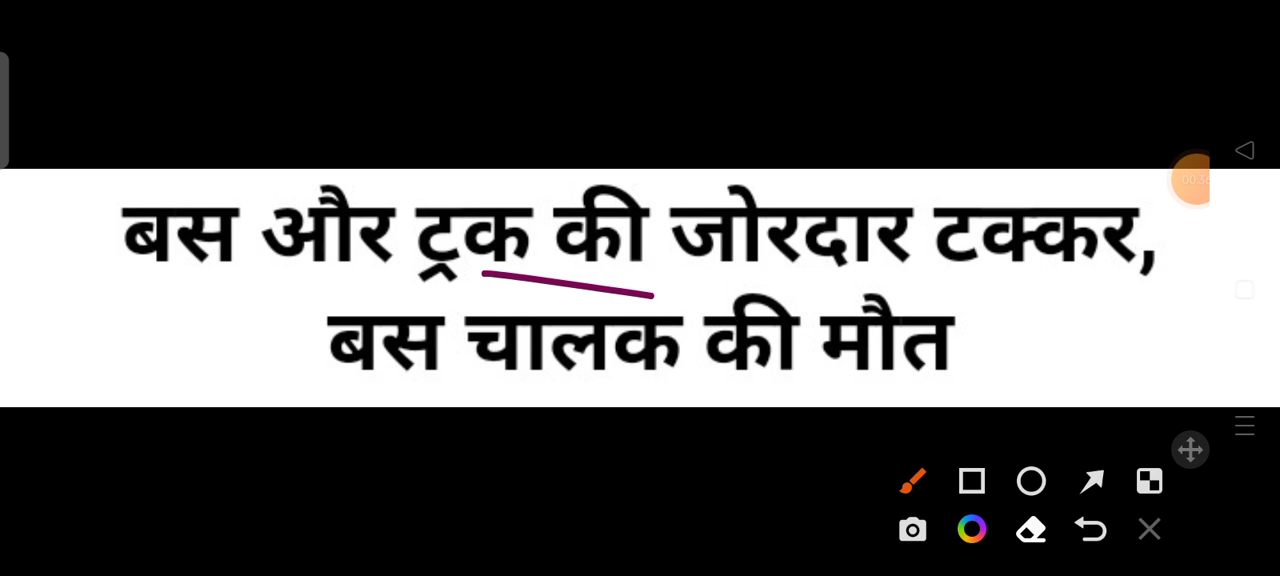 बस और ट्रक की जोरदार टक्कर,
बस चालक की मौत